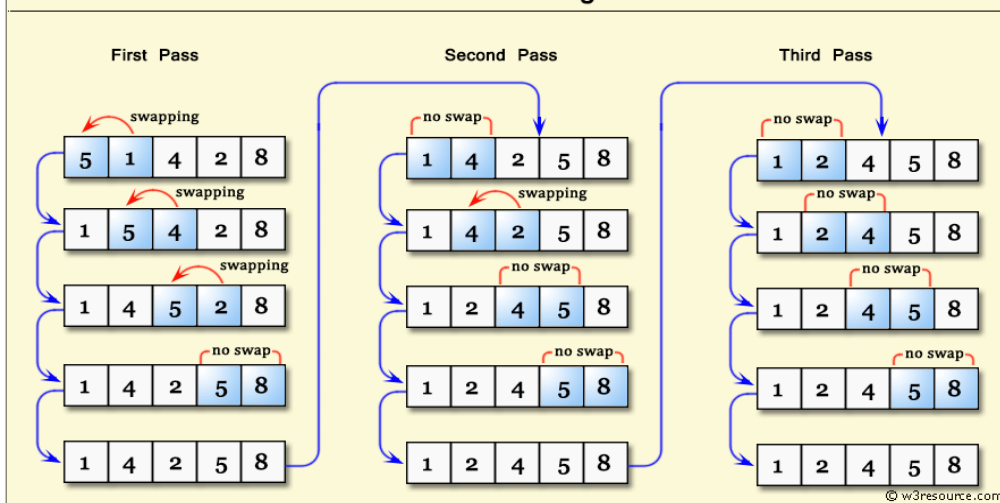 First Pass
swapping
5 1 4 2 8
swapping
1 5 4 2 8
swapping
1 4 5 2 8
no swap
1 4 2 5 8
1 4 2 5 8
Second Pass
no swap
1 4 2 5 8
swapping
1 4 2 5 8
no swap
1 2 4 5 8
no swap
1 2 4 5 8
1 2 4 5 8
Third Pass
no swap
1 2 4 5 8
no swap
1 2 4 5 8
no swap
1 2 4 5 8
no swap
1 2 4 5 8
1 2 4 5 8
© w3resource.com